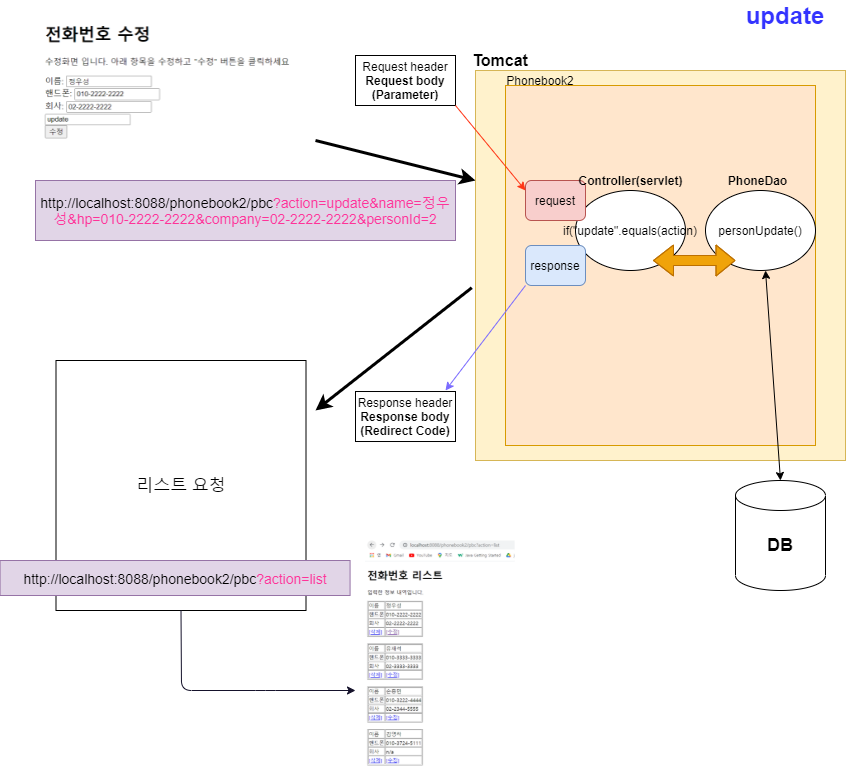 update
전화번호 수정
수정화면 입니다. 아래 항목을 수정하고 "수정" 버튼을 클릭하세요
이름: 정우성
핸드폰: 010-2222-2222
회사: 02-2222-2222
update
수정
Request header
Request body
(Parameter)
Tomcat
Phonebook2
http://localhost:8088/phonebook2/pbc?action=update&name=정우
성&hp=010-2222-2222&company=02-2222-2222&personId=2
Controller(servlet)
PhoneDao
request
if("update".equals(action)
personUpdate()
response
Response header
Response body
(Redirect Code)
리스트 요청
DB
http://localhost:8088/phonebook2/pbc?action=list
localhost:8088/phonebook2/pbc?action=list
Gmail YouTube
전화번호 리스트
입력한 정보 내역입니다.
이름 정우성
핸드폰 010-2222-2222
회사 02-2222-2222
[삭제] [수정]
이름 유재석
핸드폰 010-3333-3333
회사 02-3333-3333
[삭제] [수정]
이름
핸드폰 010-3222-4444
회사 02-2344-5555
[삭제] [수정]
이름
핸드폰 010-3724-5111
회사 n/a
[삭제] [수정]